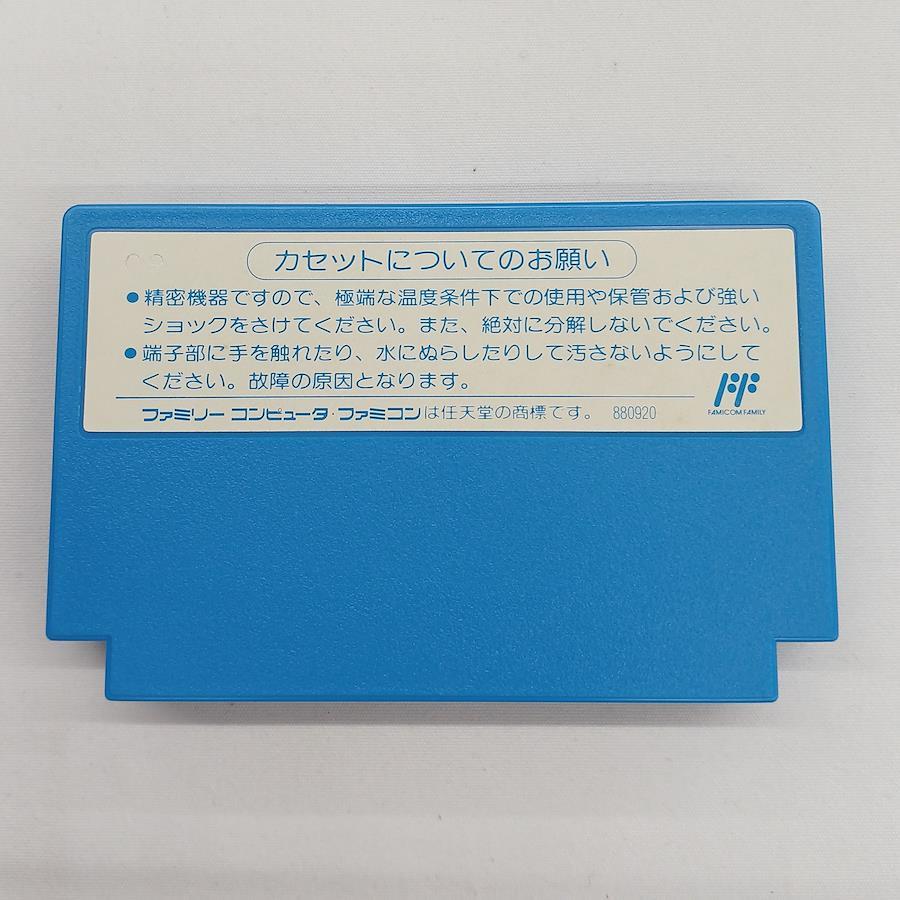 カセットについてのお願い
●精密機器ですので、極端な温度条件下での使用や保管および強い
ショックをさけてください。また、絶対に分解しないでください。
●端子部に手を触れたり、水にぬらしたりして汚さないようにして
ください。故障の原因となります。
FAMICOM FAMILY
ファミリー コンピュータ・ファミコンは任天堂の商標です。 880920